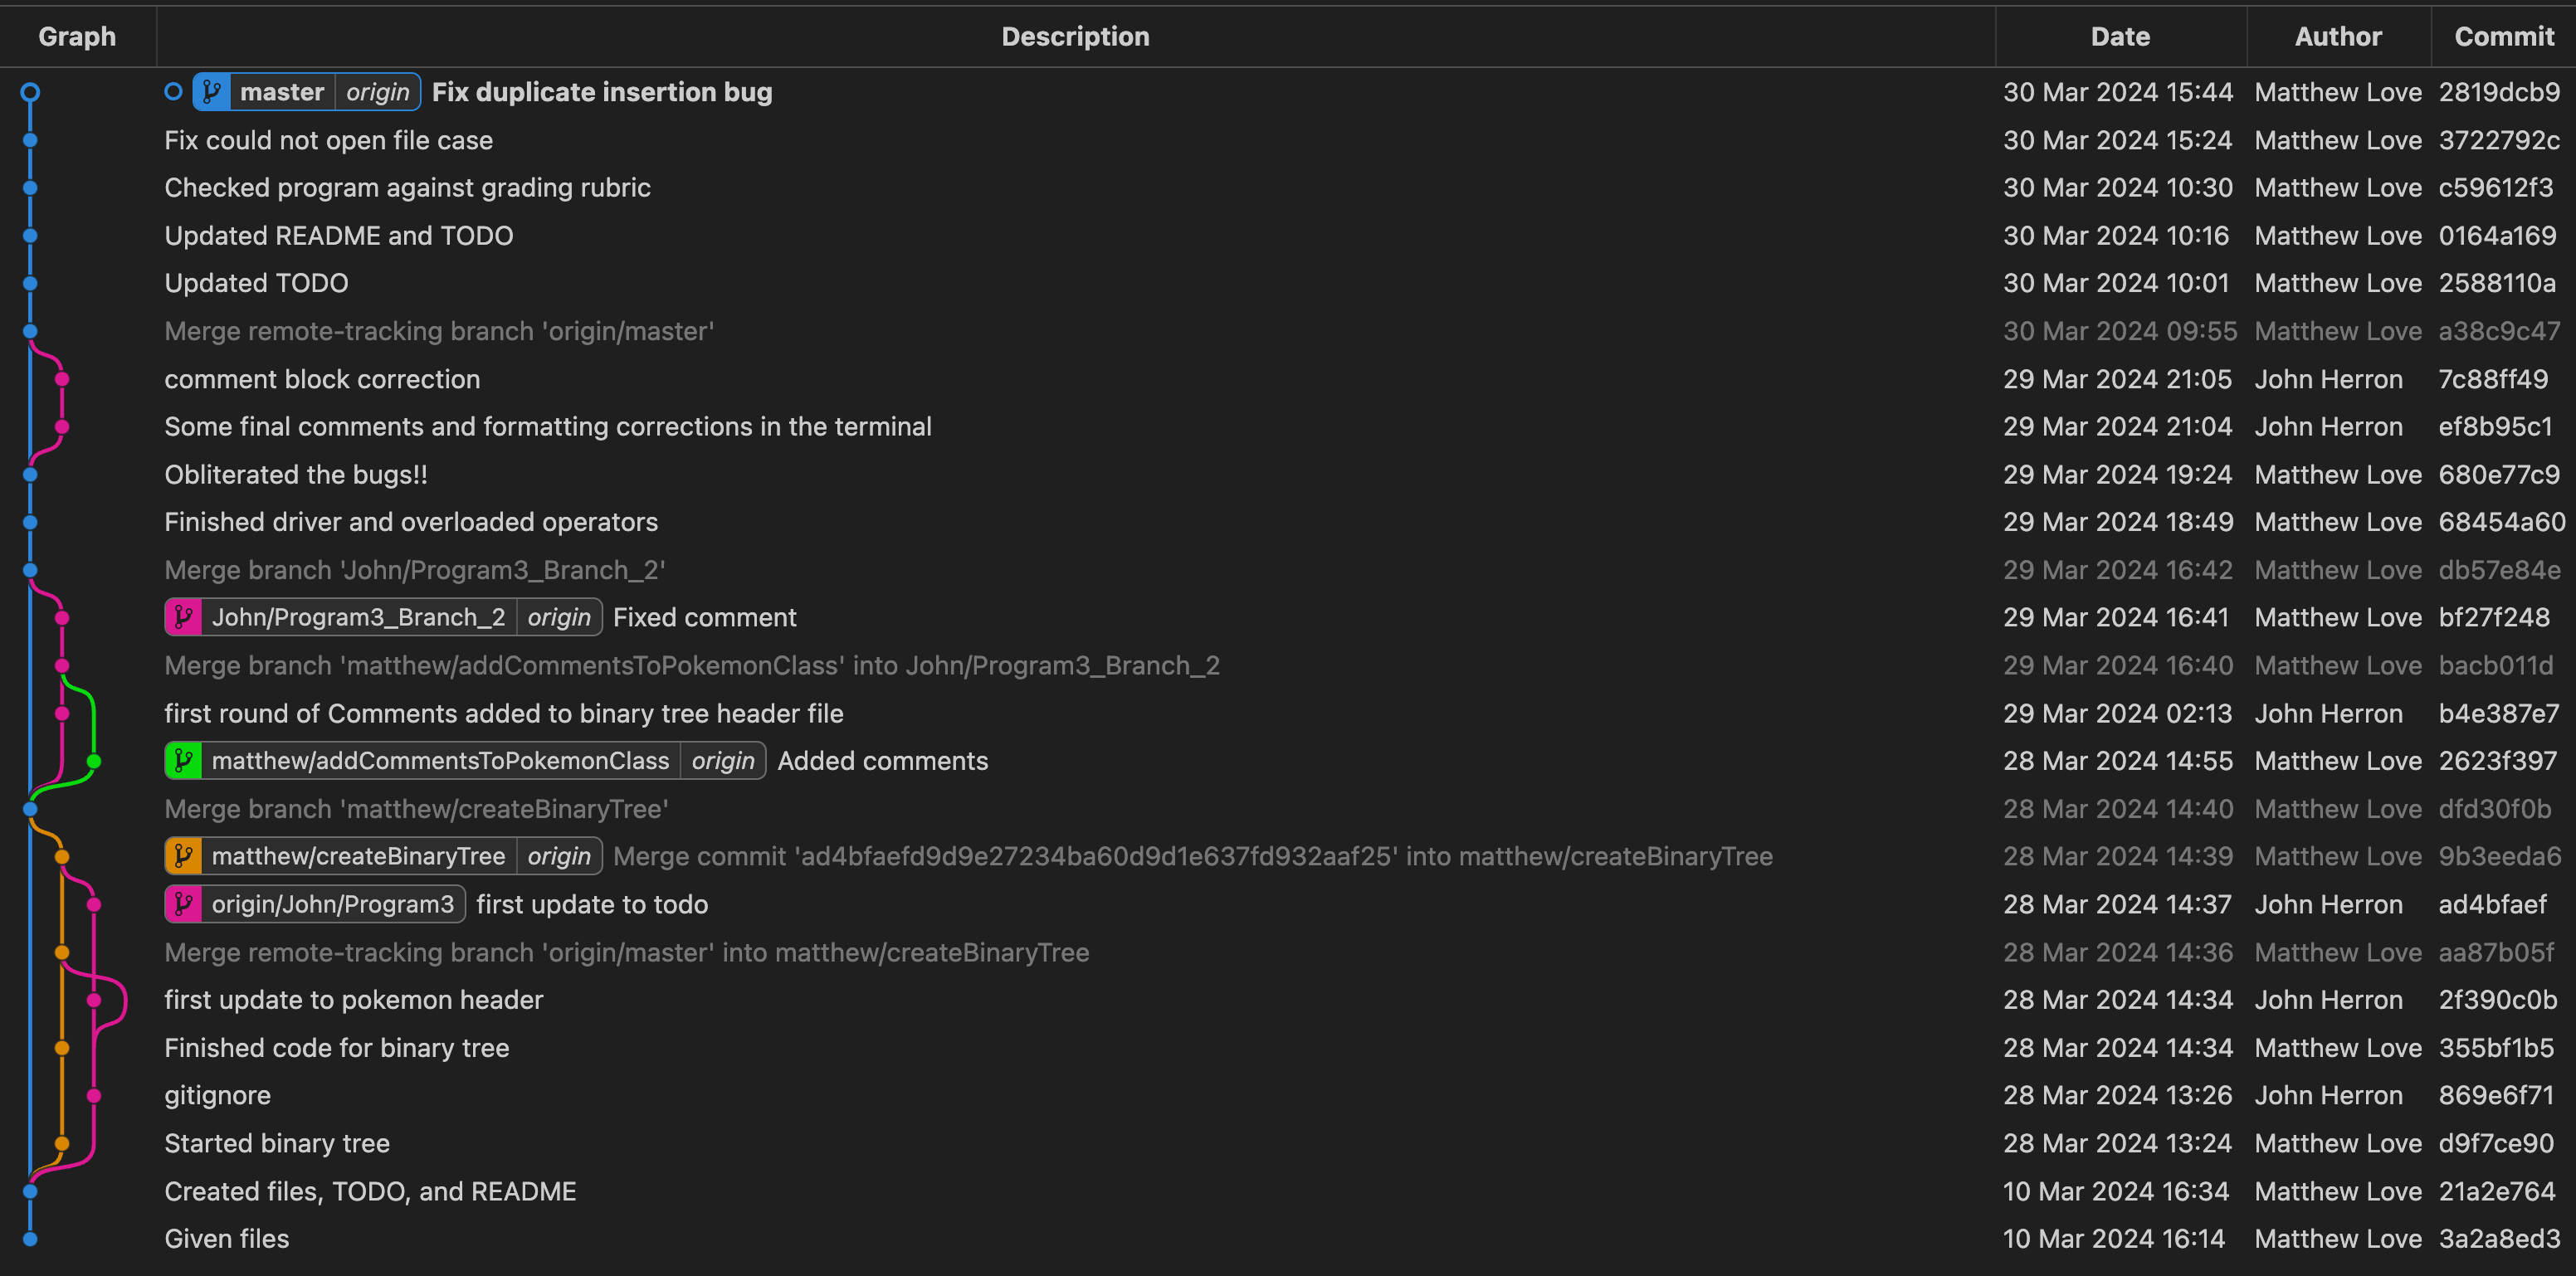 Graph Description Date Author Commit
master origin Fix duplicate insertion bug 30 Mar 2024 15:44 Matthew Love 2819dcb9
Fix could not open file case 30 Mar 2024 15:24 Matthew Love 3722792c
Checked program against grading rubric 30 Mar 2024 10:30 Matthew Love c59612f3
Updated README and TODO 30 Mar 2024 10:16 Matthew Love 0164a169
Updated TODO 30 Mar 2024 10:01 Matthew Love 2588110a
Merge remote-tracking branch 'origin/master' 30 Mar 2024 09:55 Matthew Love a38c9c47
comment block correction 29 Mar 2024 21:05 John Herron 7c88ff49
Some final comments and formatting corrections in the terminal 29 Mar 2024 21:04 John Herron ef8b95c1
Obliterated the bugs!! 29 Mar 2024 19:24 Matthew Love 680e77c9
Finished driver and overloaded operators 29 Mar 2024 18:49 Matthew Love 68454a60
Merge branch 'John/Program3_Branch_2' 29 Mar 2024 16:42 Matthew Love db57e84e
John/Program3_Branch_2 origin Fixed comment 29 Mar 2024 16:41 Matthew Love bf27f248
Merge branch 'matthew/addCommentsToPokemonClass' into John/Program3_Branch_2 29 Mar 2024 16:40 Matthew Love bacb011d
first round of Comments added to binary tree header file 29 Mar 2024 02:13 John Herron b4e387e7
matthew/addCommentsToPokemonClass origin Added comments 28 Mar 2024 14:55 Matthew Love 2623f397
Merge branch 'matthew/createBinaryTree' 28 Mar 2024 14:40 Matthew Love dfd30f0b
matthew/createBinaryTree origin Merge commit 'ad4bfaefd9d9e27234ba60d9d1e637fd932aaf25' into matthew/createBinaryTree 28 Mar 2024 14:39 Matthew Love 9b3eeda6
origin/John/Program3 first update to todo 28 Mar 2024 14:37 John Herron ad4bfaef
Merge remote-tracking branch 'origin/master' into matthew/createBinaryTree 28 Mar 2024 14:36 Matthew Love aa87b05f
first update to pokemon header 28 Mar 2024 14:34 John Herron 2f390c0b
Finished code for binary tree 28 Mar 2024 14:34 Matthew Love 355bf1b5
gitignore 28 Mar 2024 13:26 John Herron 869e6f71
Started binary tree 28 Mar 2024 13:24 Matthew Love d9f7ce90
Created files, TODO, and README 10 Mar 2024 16:34 Matthew Love 21a2e764
Given files 10 Mar 2024 16:14 Matthew Love 3a2a8ed3